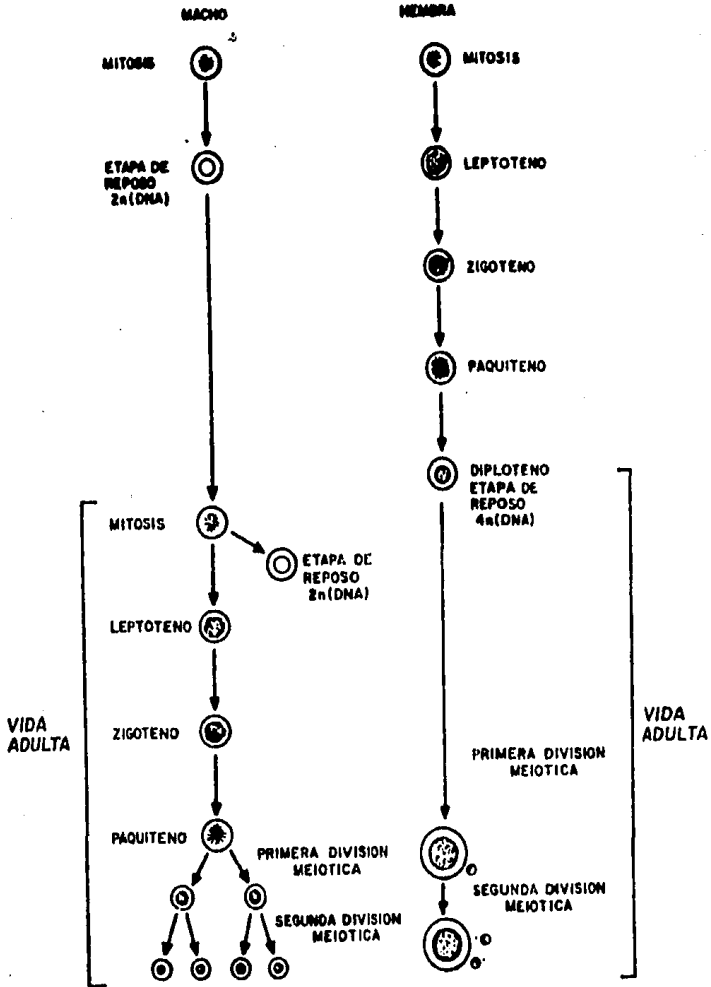 MACHO
MITOSIS
ETAPA DE
REPOSO
2n(DNA)
MITOSIS
ETAPA DE
REPOSO
2n(DNA)
LEPTOTENO
ZIGOTENO
PAQUITENO
PRIMERA DIVISION
MEIOTICA
SEGUNDA DIVISION
MEIOTICA
VIDA
ADULTA
HEMBRA
MITOSIS
LEPTOTENO
ZIGOTENO
PAQUITENO
DIPLOTENO
ETAPA DE
REPOSO
4n(DNA)
PRIMERA DIVISION
MEIOTICA
SEGUNDA DIVISION
MEIOTICA
VIDA
ADULTA